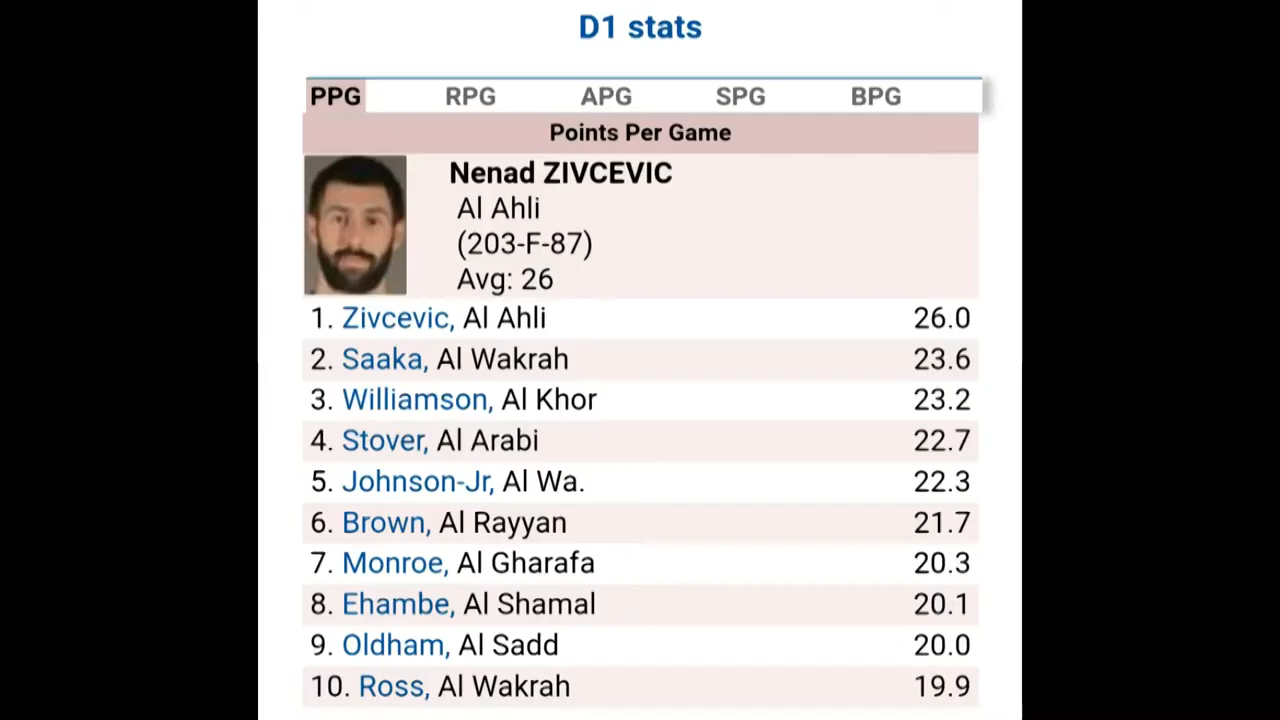 D1 stats
PPG RPG APG SPG BPG
Points Per Game
Nenad ZIVCEVIC
Al Ahli
(203-F-87)
Avg: 26
1. Zivcevic, Al Ahli 26.0
2. Saaka, Al Wakrah 23.6
3. Williamson, Al Khor 23.2
4. Stover, Al Arabi 22.7
5. Johnson-Jr, Al Wa. 22.3
6. Brown, Al Rayyan 21.7
7. Monroe, Al Gharafa 20.3
8. Ehambe, Al Shamal 20.1
9. Oldham, Al Sadd 20.0
10. Ross, Al Wakrah 19.9